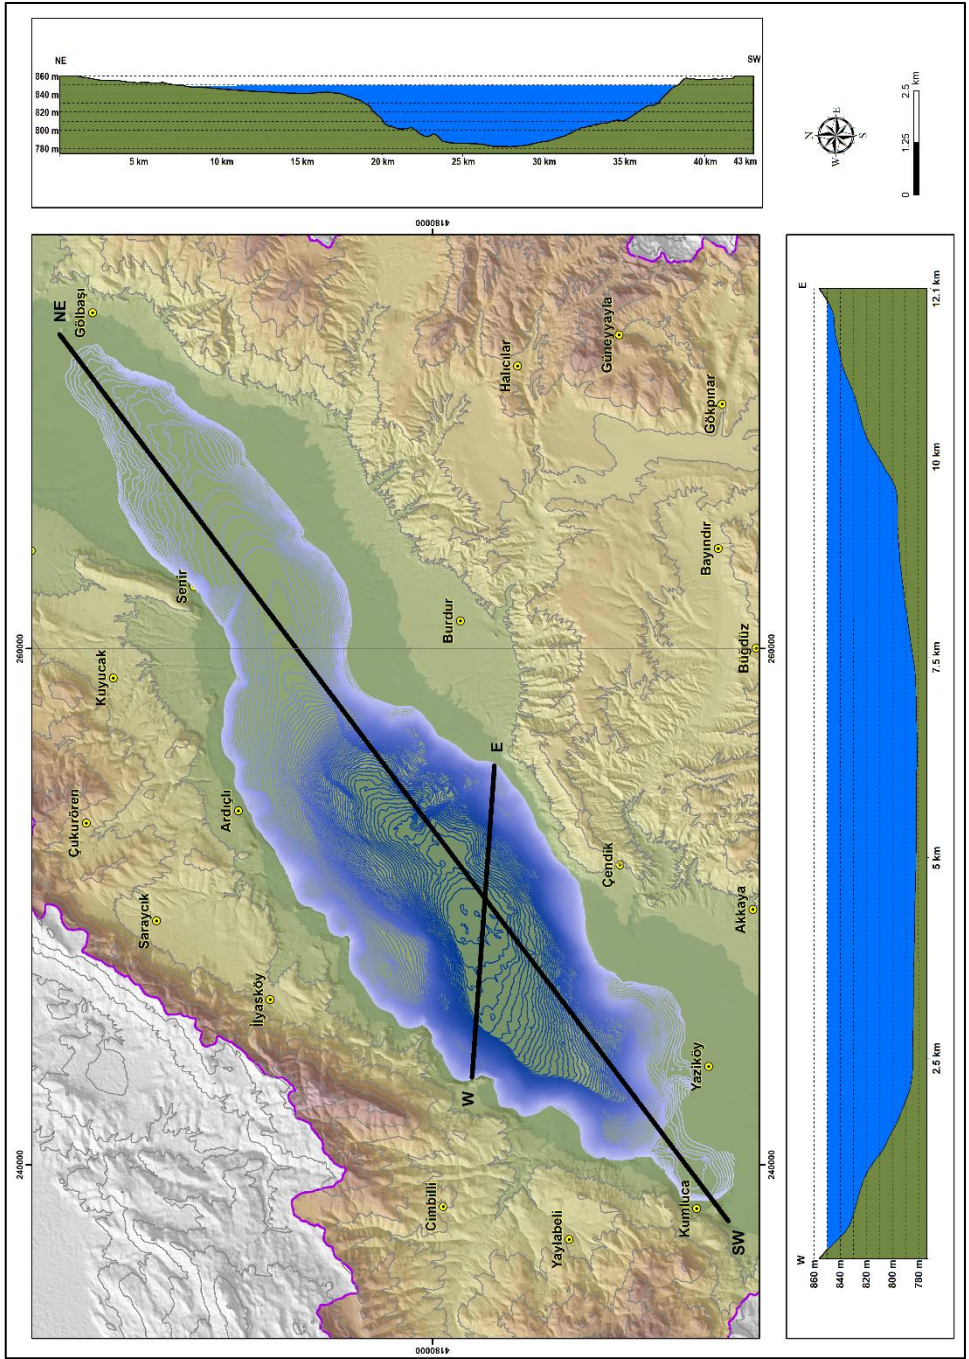 NE
SW
860 m
840 m
820 m
800 m
780 m
5 km
10 km
15 km
20 km
25 km
30 km
35 km
40 km
43 km
N
E
S
W
0
1.25
2.5
km
4180000
260000
240000
NE
Gölbaşı
Senir
Kuyucak
Çukurören
Ardıçlı
Saraycık
İlyasköy
Halıcılar
Güneyyayla
Gökpınar
Burdur
Bayındır
Büğdüz
E
Çendik
Akkaya
W
Yazıköy
Cimbilli
Yaylabeli
Kumluca
SW
260000
240000
4180000
W
E
860 m
840 m
820 m
800 m
780 m
2.5 km
5 km
7.5 km
10 km
12.1 km